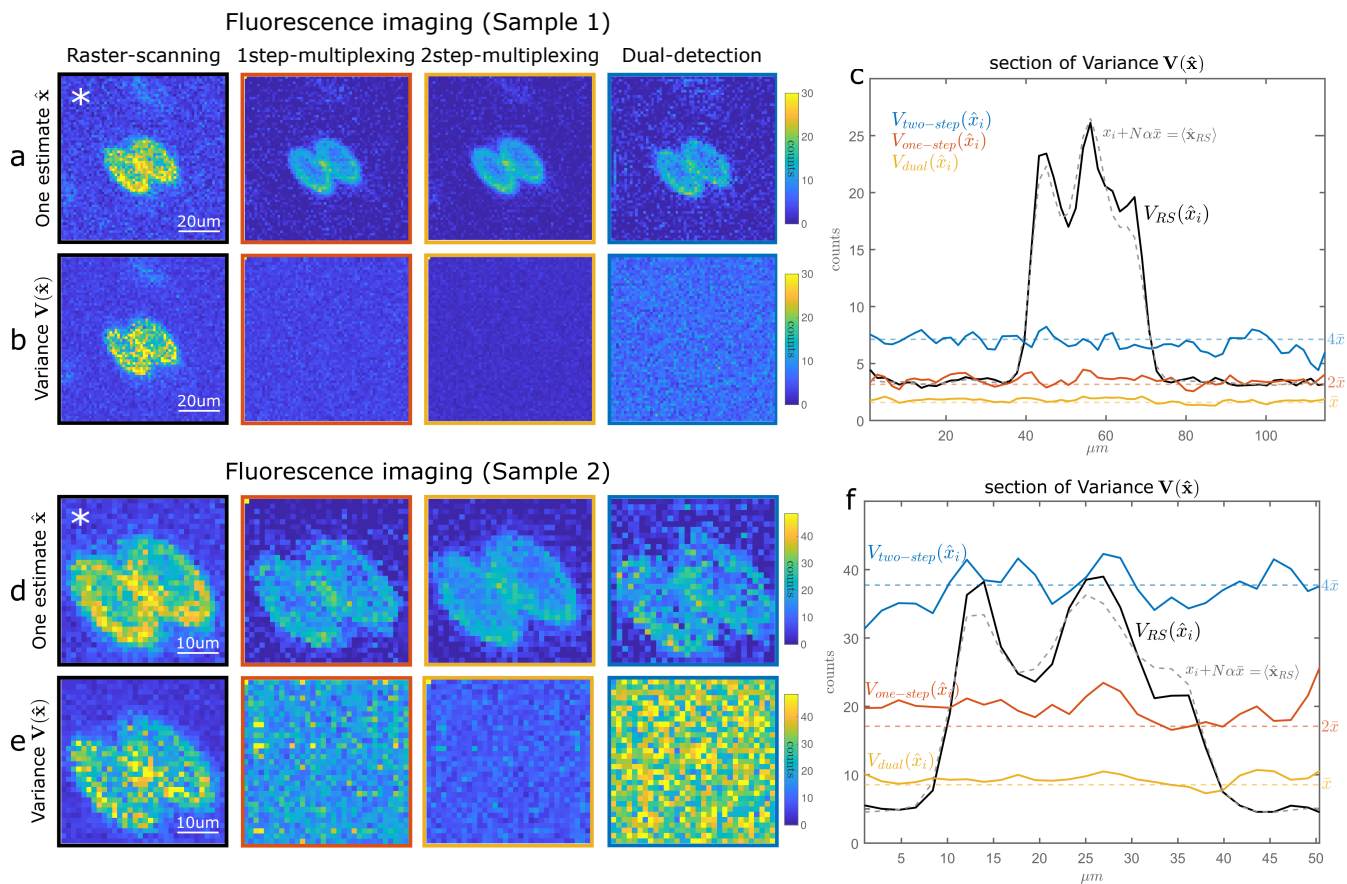 Fluorescence imaging (Sample 1)
Raster-scanning 1step-multiplexing 2step-multiplexing Dual-detection
a
One estimate x̂
*
20um
30
20
10
0
counts
b
Variance V(x̂)
20um
30
20
10
0
counts
c
section of Variance V(x̂)
V_two-step(x̂_i)
V_one-step(x̂_i)
V_dual(x̂_i)
x_i+Nαx̄ =⟨x̂_RS⟩
V_RS(x̂_i)
4x̄
2x̄
x̄
counts
25
20
15
10
5
0
20 40 60 80 100
μm
Fluorescence imaging (Sample 2)
d
One estimate x̂
*
10um
40
30
20
10
0
counts
e
Variance V(x̂)
10um
40
30
20
10
0
counts
f
section of Variance V(x̂)
V_two-step(x̂_i)
4x̄
V_RS(x̂_i)
x_i+Nαx̄ =⟨x̂_RS⟩
V_one-step(x̂_i)
2x̄
V_dual(x̂_i)
x̄
counts
50
40
30
20
10
0
5 10 15 20 25 30 35 40 45 50
μm